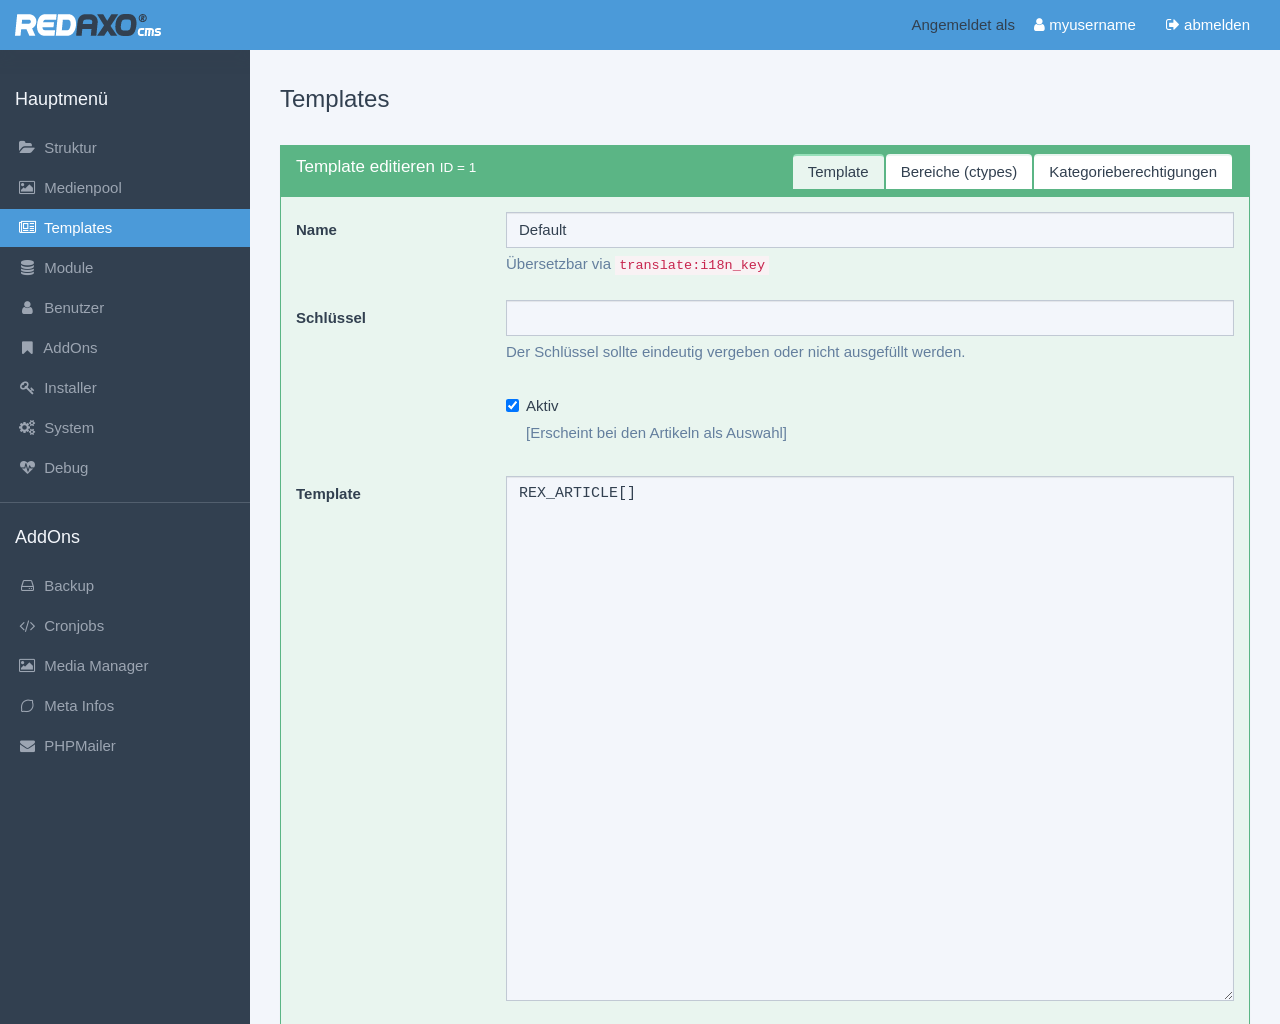 REDAXO® cms
Angemeldet als myusername abmelden
Hauptmenü
Struktur
Medienpool
Templates
Module
Benutzer
AddOns
Installer
System
Debug
AddOns
Backup
Cronjobs
Media Manager
Meta Infos
PHPMailer
Templates
Template editieren ID = 1
Template Bereiche (ctypes) Kategorieberechtigungen
Name Default
Übersetzbar via translate:i18n_key
Schlüssel
Der Schlüssel sollte eindeutig vergeben oder nicht ausgefüllt werden.
Aktiv
[Erscheint bei den Artikeln als Auswahl]
Template REX_ARTICLE[]